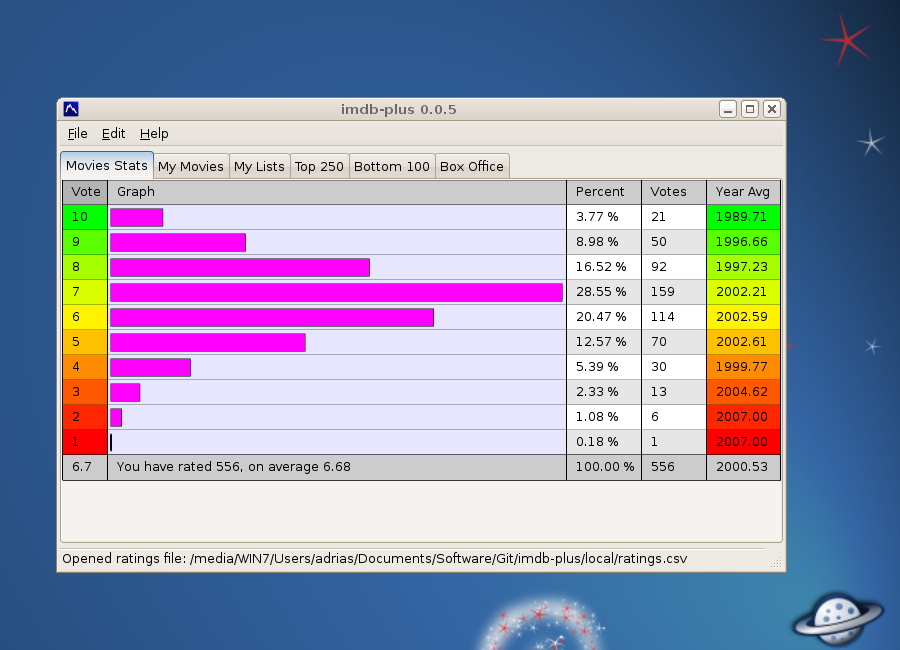 imdb-plus 0.0.5
File Edit Help
Movies Stats My Movies My Lists Top 250 Bottom 100 Box Office
Vote Graph Percent Votes Year Avg
10 3.77 % 21 1989.71
9 8.98 % 50 1996.66
8 16.52 % 92 1997.23
7 28.55 % 159 2002.21
6 20.47 % 114 2002.59
5 12.57 % 70 2002.61
4 5.39 % 30 1999.77
3 2.33 % 13 2004.62
2 1.08 % 6 2007.00
1 0.18 % 1 2007.00
6.7 You have rated 556, on average 6.68 100.00 % 556 2000.53
Opened ratings file: /media/WIN7/Users/adrias/Documents/Software/Git/imdb-plus/local/ratings.csv